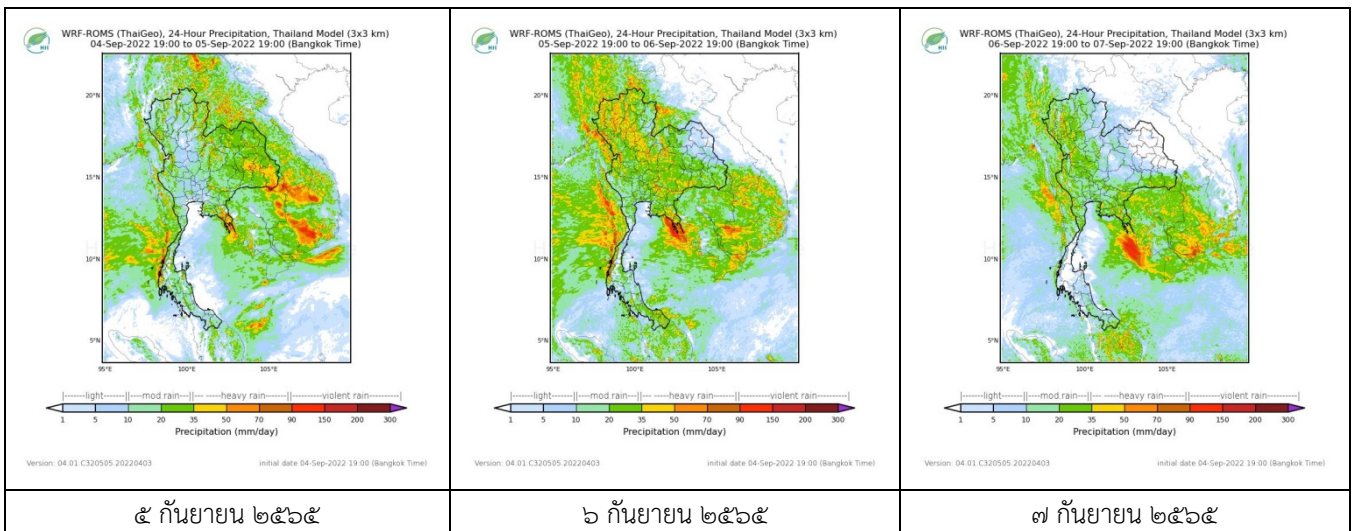 WRF-ROMS (ThaiGeo), 24-Hour Precipitation, Thailand Model (3x3 km)
04-Sep-2022 19:00 to 05-Sep-2022 19:00 (Bangkok Time)
HII
20°N
15°N
10°N
5°N
95°E 100°E 105°E
|------light---||---mod rain---||--- heavy rain----||------violent rain------|
1 5 10 20 35 50 70 90 150 200 300
Precipitation (mm/day)
Version: 04.01.C320505.20220403 initial date 04-Sep-2022 19:00 (Bangkok Time)
๕ กันยายน ๒๕๖๕
WRF-ROMS (ThaiGeo), 24-Hour Precipitation, Thailand Model (3x3 km)
05-Sep-2022 19:00 to 06-Sep-2022 19:00 (Bangkok Time)
HII
20°N
15°N
10°N
5°N
95°E 100°E 105°E
|------light---||---mod rain---||--- heavy rain----||------violent rain------|
1 5 10 20 35 50 70 90 150 200 300
Precipitation (mm/day)
Version: 04.01.C320505.20220403 initial date 04-Sep-2022 19:00 (Bangkok Time)
๖ กันยายน ๒๕๖๕
WRF-ROMS (ThaiGeo), 24-Hour Precipitation, Thailand Model (3x3 km)
06-Sep-2022 19:00 to 07-Sep-2022 19:00 (Bangkok Time)
HII
20°N
15°N
10°N
5°N
95°E 100°E 105°E
|------light---||---mod rain---||--- heavy rain----||------violent rain------|
1 5 10 20 35 50 70 90 150 200 300
Precipitation (mm/day)
Version: 04.01.C320505.20220403 initial date 04-Sep-2022 19:00 (Bangkok Time)
๗ กันยายน ๒๕๖๕